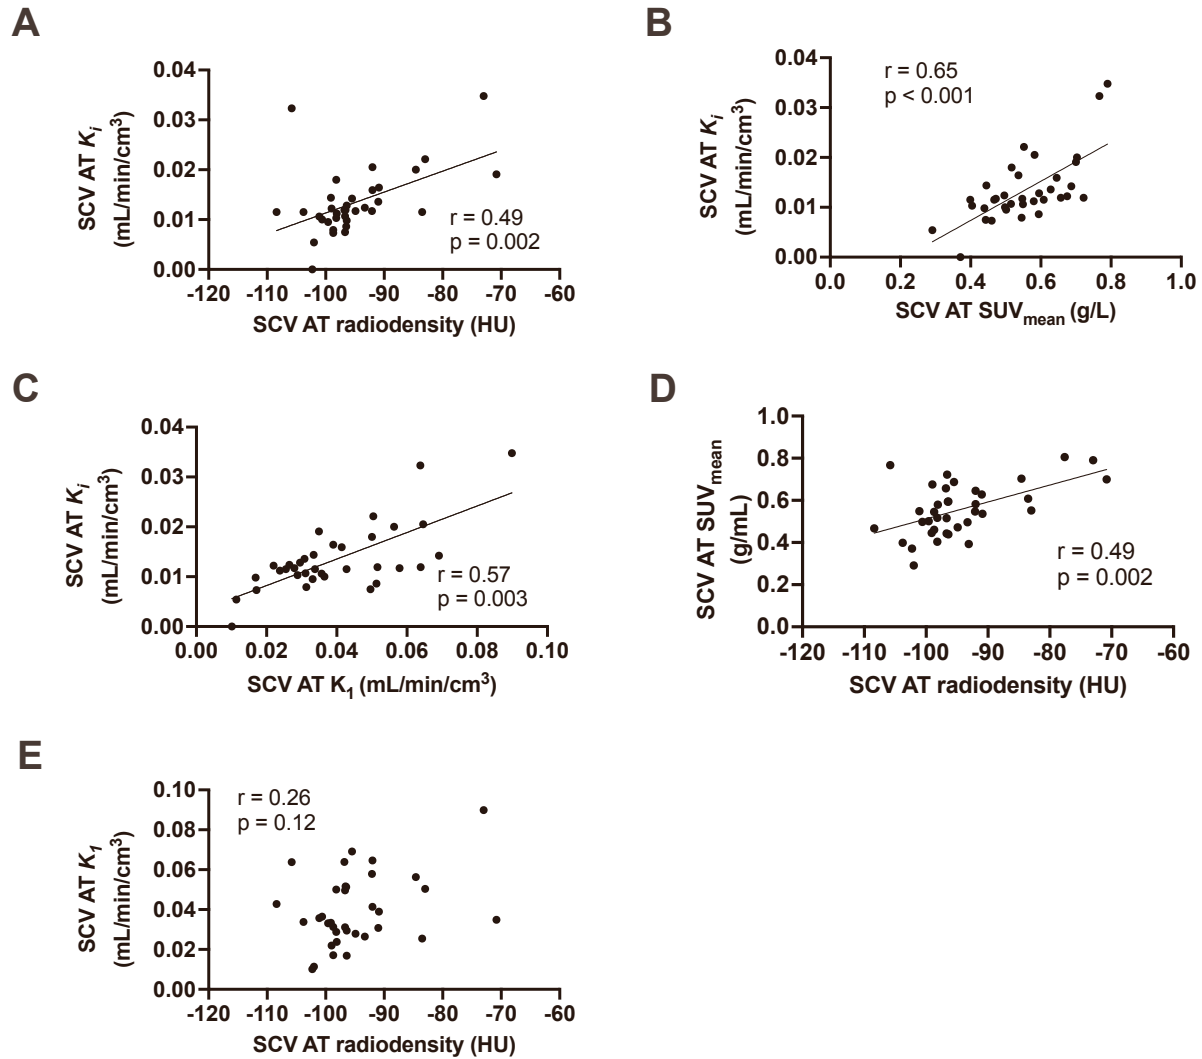 A
SCV AT Ki
(mL/min/cm3)
0.04
0.03
0.02
0.01
0.00
r = 0.49
p = 0.002
-120 -110 -100 -90 -80 -70 -60
SCV AT radiodensity (HU)
B
SCV AT Ki
(mL/min/cm3)
0.04
0.03
0.02
0.01
0.00
r = 0.65
p < 0.001
0.0 0.2 0.4 0.6 0.8 1.0
SCV AT SUVmean (g/L)
C
SCV AT Ki
(mL/min/cm3)
0.04
0.03
0.02
0.01
0.00
r = 0.57
p = 0.003
0.00 0.02 0.04 0.06 0.08 0.10
SCV AT K1 (mL/min/cm3)
D
SCV AT SUVmean
(g/mL)
1.0
0.8
0.6
0.4
0.2
0.0
r = 0.49
p = 0.002
-120 -110 -100 -90 -80 -70 -60
SCV AT radiodensity (HU)
E
SCV AT K1
(mL/min/cm3)
0.10
0.08
0.06
0.04
0.02
0.00
r = 0.26
p = 0.12
-120 -110 -100 -90 -80 -70 -60
SCV AT radiodensity (HU)